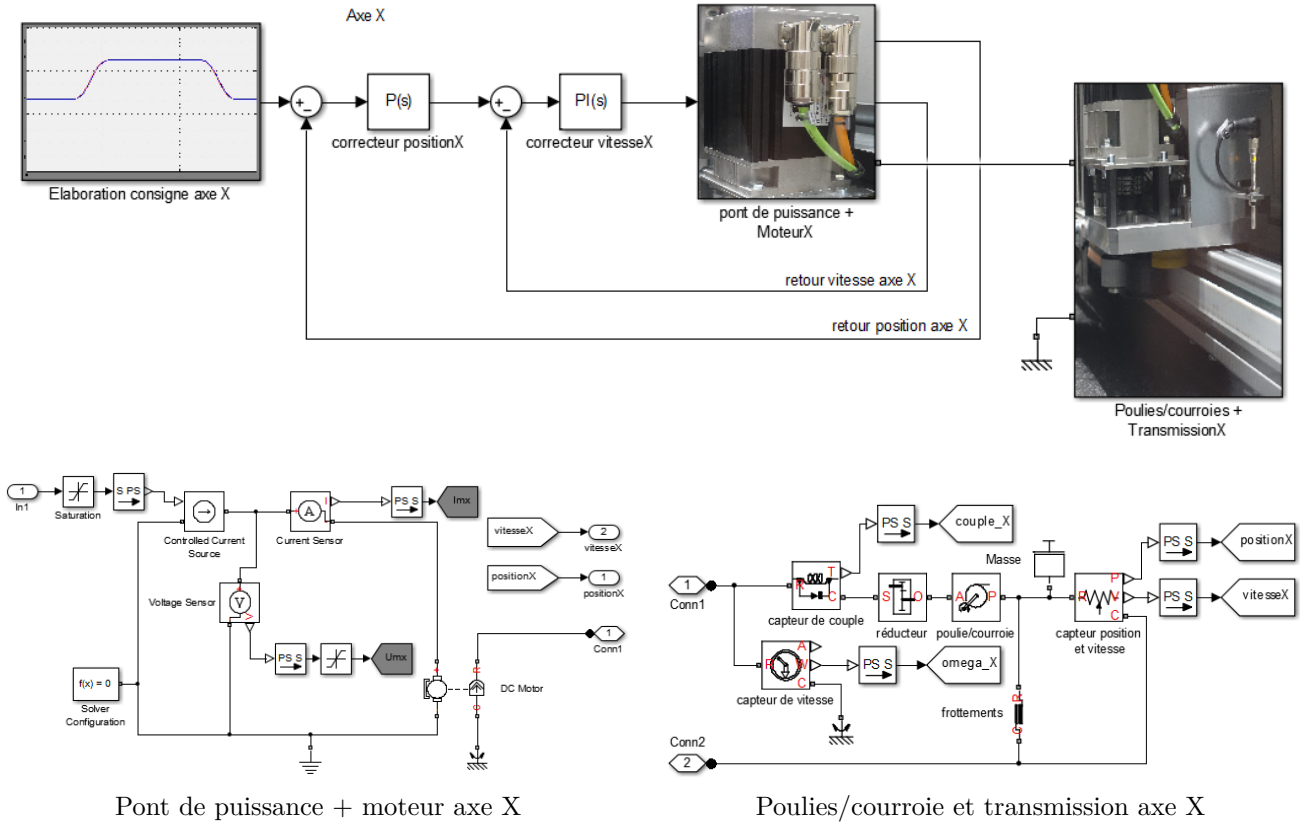 Axe X
+
−
P(s)
correcteur positionX
+
−
PI(s)
correcteur vitesseX
Elaboration consigne axe X
pont de puissance +
MoteurX
retour vitesse axe X
retour position axe X
Poulies/courroies +
TransmissionX
1
In1
Saturation
S PS
Controlled Current
Source
I
A
Current Sensor
PS S
Imx
vitesseX
2
vitesseX
positionX
1
positionX
Voltage Sensor
V
V
PS S
Umx
1
Conn1
f(x) = 0
Solver
Configuration
+
R
C
DC Motor
PS S
couple_X
Masse
PS S
positionX
1
Conn1
R
T
C
capteur de couple
S
O
réducteur
A
P
poulie/courroie
R
P
V
C
capteur position
et vitesse
PS S
vitesseX
R
A
W
C
capteur de vitesse
PS S
omega_X
frottements
R
C
Conn2
2
Pont de puissance + moteur axe X
Poulies/courroie et transmission axe X